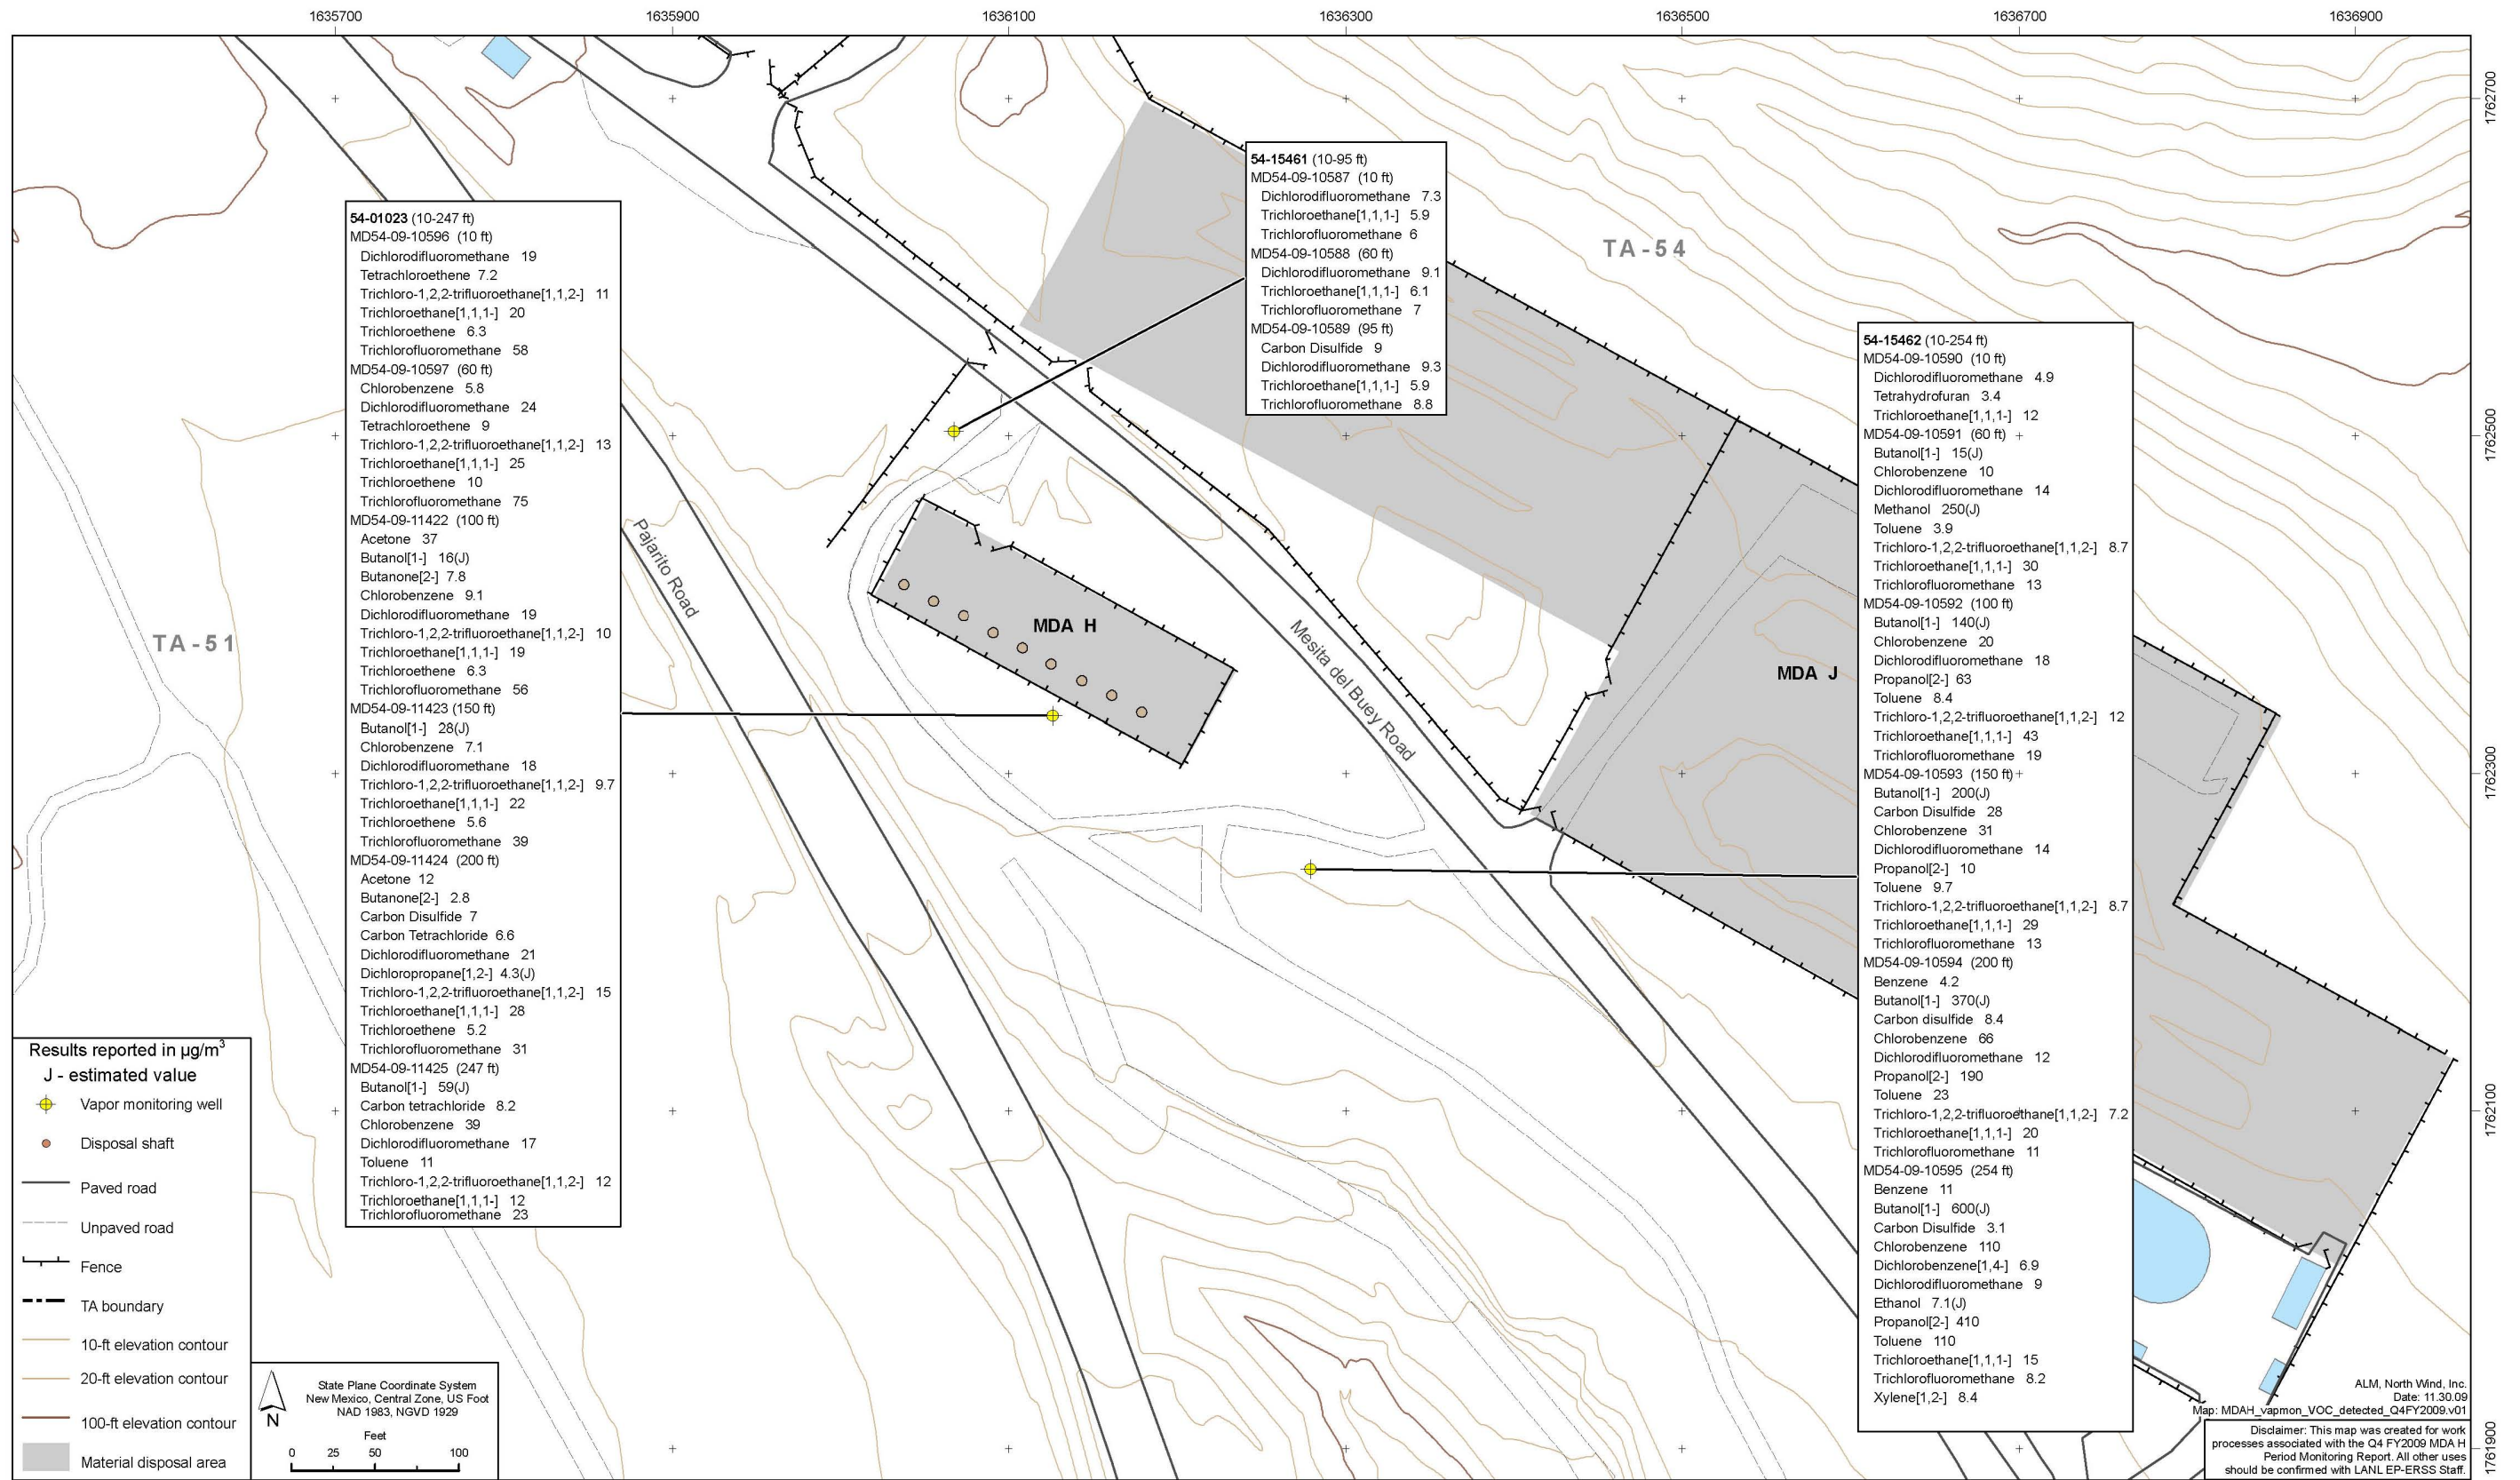 1635700
1635900
1636100
1636300
1636500
1636700
1636900
1762700
1762500
1762300
1762100
1761900
54-01023 (10-247 ft)
MD54-09-10596 (10 ft)
Dichlorodifluoromethane 19
Tetrachloroethene 7.2
Trichloro-1,2,2-trifluoroethane[1,1,2-] 11
Trichloroethane[1,1,1-] 20
Trichloroethene 6.3
Trichlorofluoromethane 58
MD54-09-10597 (60 ft)
Chlorobenzene 5.8
Dichlorodifluoromethane 24
Tetrachloroethene 9
Trichloro-1,2,2-trifluoroethane[1,1,2-] 13
Trichloroethane[1,1,1-] 25
Trichloroethene 10
Trichlorofluoromethane 75
MD54-09-11422 (100 ft)
Acetone 37
Butanol[1-] 16(J)
Butanone[2-] 7.8
Chlorobenzene 9.1
Dichlorodifluoromethane 19
Trichloro-1,2,2-trifluoroethane[1,1,2-] 10
Trichloroethane[1,1,1-] 19
Trichloroethene 6.3
Trichlorofluoromethane 56
MD54-09-11423 (150 ft)
Butanol[1-] 28(J)
Chlorobenzene 7.1
Dichlorodifluoromethane 18
Trichloro-1,2,2-trifluoroethane[1,1,2-] 9.7
Trichloroethane[1,1,1-] 22
Trichloroethene 5.6
Trichlorofluoromethane 39
MD54-09-11424 (200 ft)
Acetone 12
Butanone[2-] 2.8
Carbon Disulfide 7
Carbon Tetrachloride 6.6
Dichlorodifluoromethane 21
Dichloropropane[1,2-] 4.3(J)
Trichloro-1,2,2-trifluoroethane[1,1,2-] 15
Trichloroethane[1,1,1-] 28
Trichloroethene 5.2
Trichlorofluoromethane 31
MD54-09-11425 (247 ft)
Butanol[1-] 59(J)
Carbon tetrachloride 8.2
Chlorobenzene 39
Dichlorodifluoromethane 17
Toluene 11
Trichloro-1,2,2-trifluoroethane[1,1,2-] 12
Trichloroethane[1,1,1-] 12
Trichlorofluoromethane 23
54-15461 (10-95 ft)
MD54-09-10587 (10 ft)
Dichlorodifluoromethane 7.3
Trichloroethane[1,1,1-] 5.9
Trichlorofluoromethane 6
MD54-09-10588 (60 ft)
Dichlorodifluoromethane 9.1
Trichloroethane[1,1,1-] 6.1
Trichlorofluoromethane 7
MD54-09-10589 (95 ft)
Carbon Disulfide 9
Dichlorodifluoromethane 9.3
Trichloroethane[1,1,1-] 5.9
Trichlorofluoromethane 8.8
54-15462 (10-254 ft)
MD54-09-10590 (10 ft)
Dichlorodifluoromethane 4.9
Tetrahydrofuran 3.4
Trichloroethane[1,1,1-] 12
MD54-09-10591 (60 ft)
Butanol[1-] 15(J)
Chlorobenzene 10
Dichlorodifluoromethane 14
Methanol 250(J)
Toluene 3.9
Trichloro-1,2,2-trifluoroethane[1,1,2-] 8.7
Trichloroethane[1,1,1-] 30
Trichlorofluoromethane 13
MD54-09-10592 (100 ft)
Butanol[1-] 140(J)
Chlorobenzene 20
Dichlorodifluoromethane 18
Propanol[2-] 63
Toluene 8.4
Trichloro-1,2,2-trifluoroethane[1,1,2-] 12
Trichloroethane[1,1,1-] 43
Trichlorofluoromethane 19
MD54-09-10593 (150 ft)
Butanol[1-] 200(J)
Carbon Disulfide 28
Chlorobenzene 31
Dichlorodifluoromethane 14
Propanol[2-] 10
Toluene 9.7
Trichloro-1,2,2-trifluoroethane[1,1,2-] 8.7
Trichloroethane[1,1,1-] 29
Trichlorofluoromethane 13
MD54-09-10594 (200 ft)
Benzene 4.2
Butanol[1-] 370(J)
Carbon disulfide 8.4
Chlorobenzene 66
Dichlorodifluoromethane 12
Propanol[2-] 190
Toluene 23
Trichloro-1,2,2-trifluoroethane[1,1,2-] 7.2
Trichloroethane[1,1,1-] 20
Trichlorofluoromethane 11
MD54-09-10595 (254 ft)
Benzene 11
Butanol[1-] 600(J)
Carbon Disulfide 3.1
Chlorobenzene 110
Dichlorobenzene[1,4-] 6.9
Dichlorodifluoromethane 9
Ethanol 7.1(J)
Propanol[2-] 410
Toluene 110
Trichloroethane[1,1,1-] 15
Trichlorofluoromethane 8.2
Xylene[1,2-] 8.4
TA-54
TA-51
MDA H
MDA J
Pajarito Road
Mesita del Buey Road
Results reported in µg/m³
J - estimated value
Vapor monitoring well
Disposal shaft
Paved road
Unpaved road
Fence
TA boundary
10-ft elevation contour
20-ft elevation contour
100-ft elevation contour
Material disposal area
N
State Plane Coordinate System
New Mexico, Central Zone, US Foot
NAD 1983, NGVD 1929
Feet
0 25 50 100
ALM, North Wind, Inc.
Date: 11.30.09
Map: MDAH_vapmon_VOC_detected_Q4FY2009.v01
Disclaimer: This map was created for work
processes associated with the Q4 FY2009 MDA H
Period Monitoring Report. All other uses
should be confirmed with LANL EP-ERSS Staff.